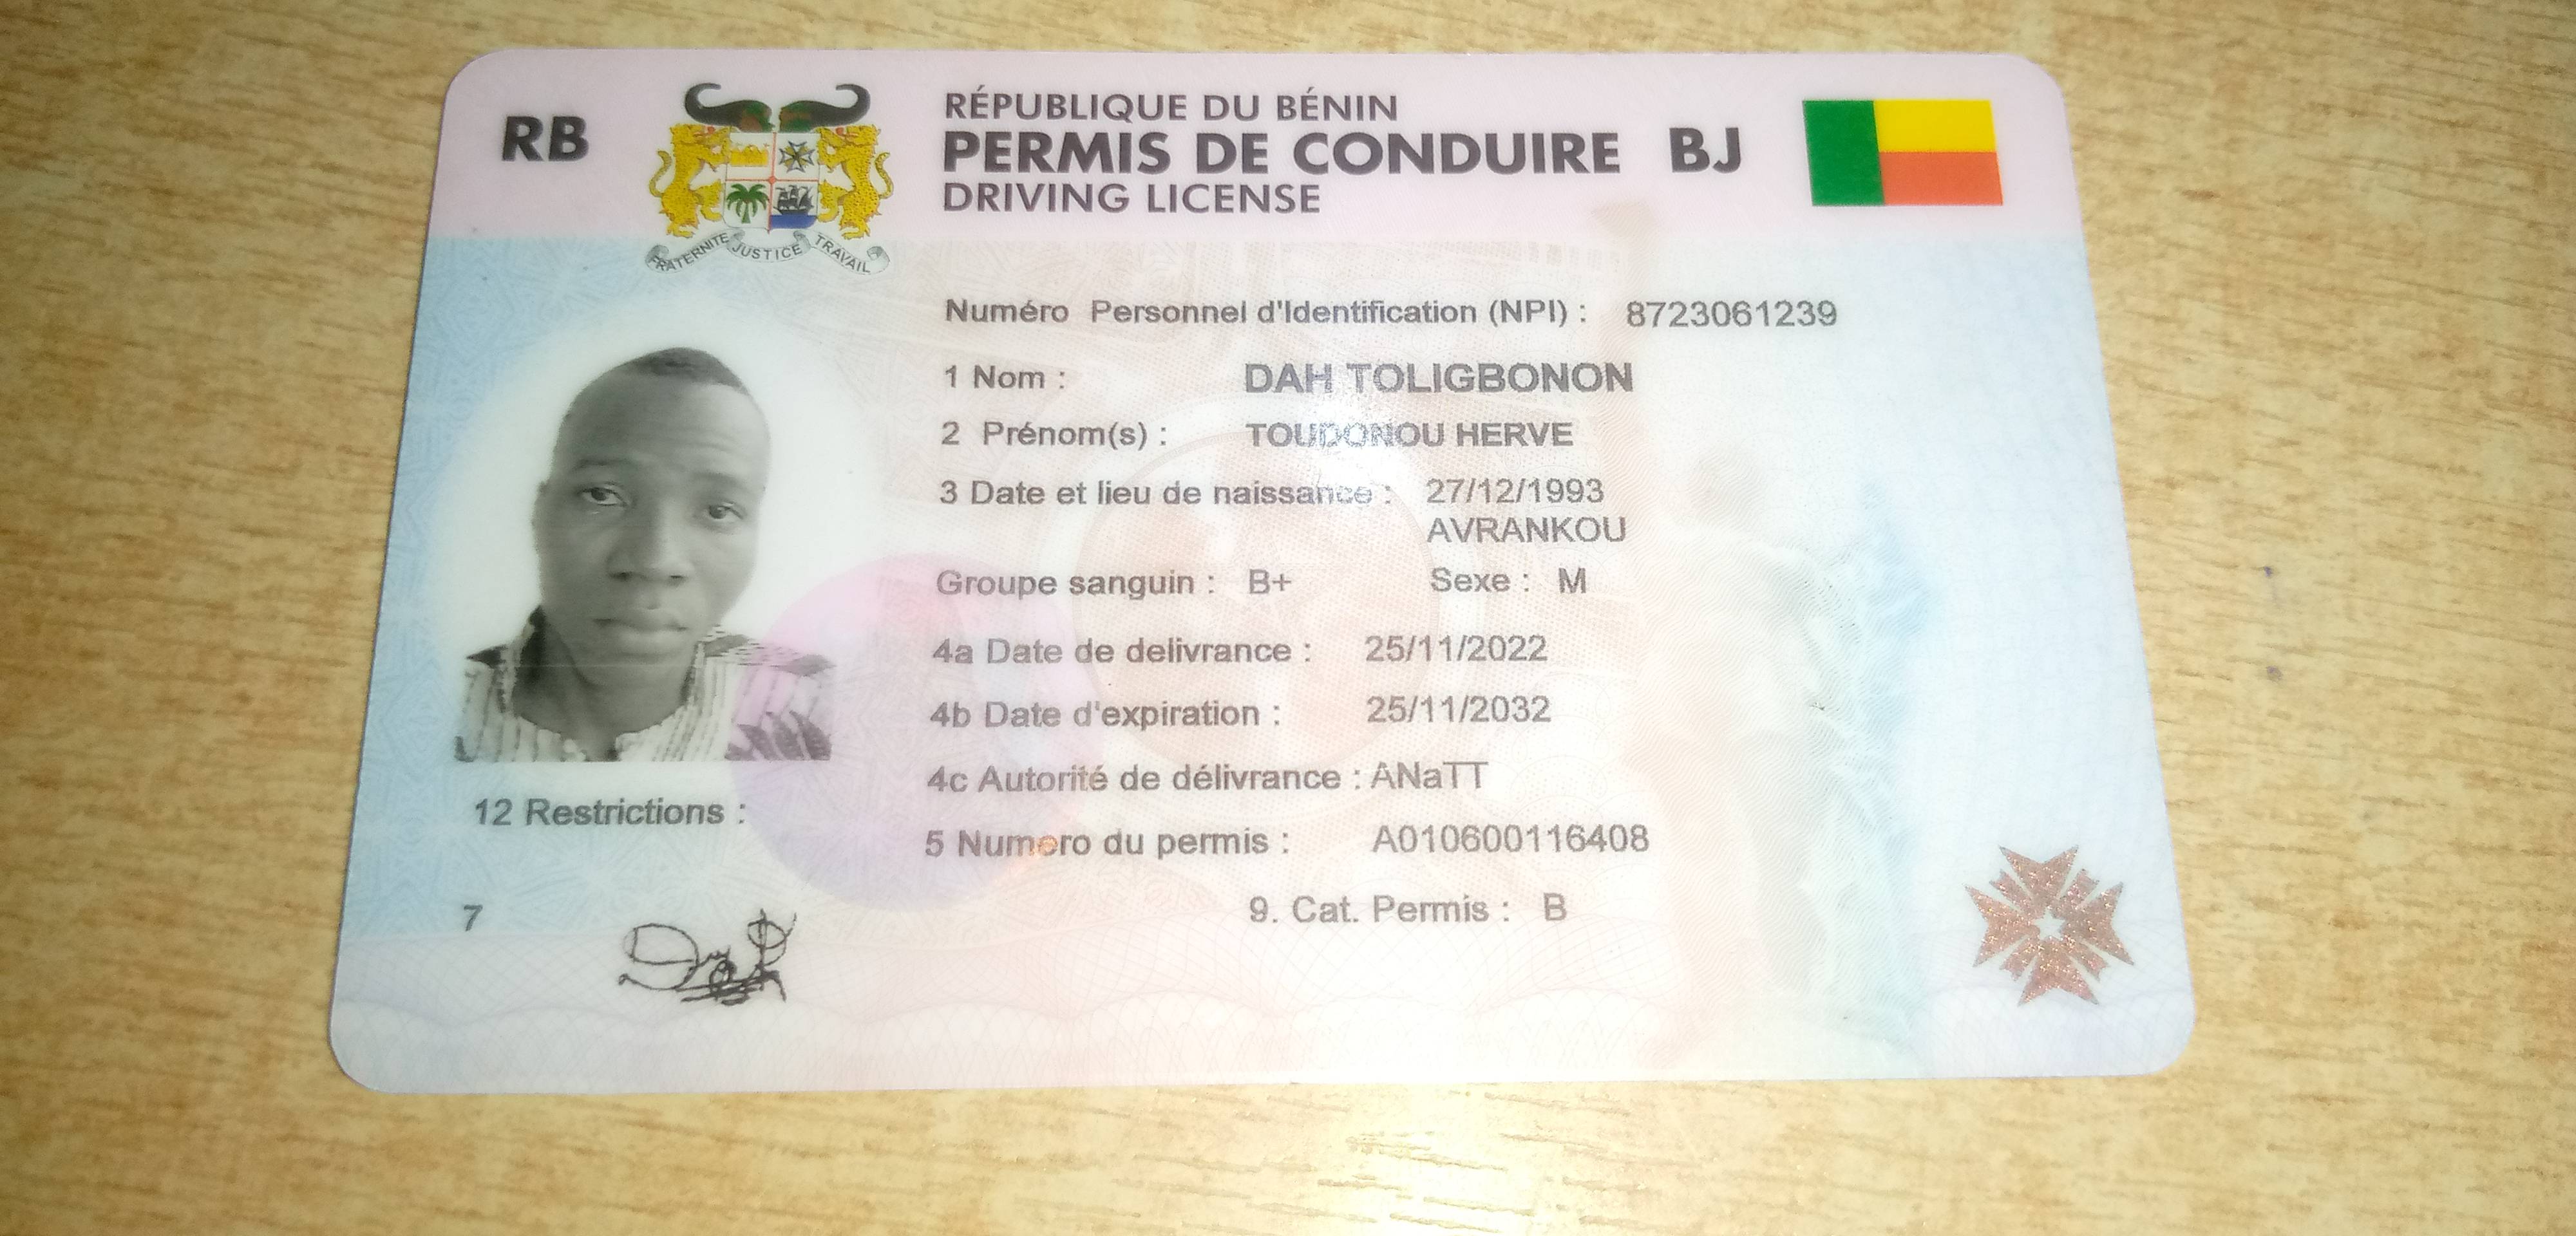 RB
RÉPUBLIQUE DU BÉNIN
PERMIS DE CONDUIRE BJ
DRIVING LICENSE
FRATERNITE JUSTICE TRAVAIL
Numéro Personnel d'Identification (NPI) : 8723061239
1 Nom : DAH TOLIGBONON
2 Prénom(s) : TOUDONOU HERVE
3 Date et lieu de naissance : 27/12/1993
AVRANKOU
Groupe sanguin : B+ Sexe : M
4a Date de delivrance : 25/11/2022
4b Date d'expiration : 25/11/2032
4c Autorité de délivrance : ANaTT
12 Restrictions :
5 Numero du permis : A010600116408
7
9. Cat. Permis : B